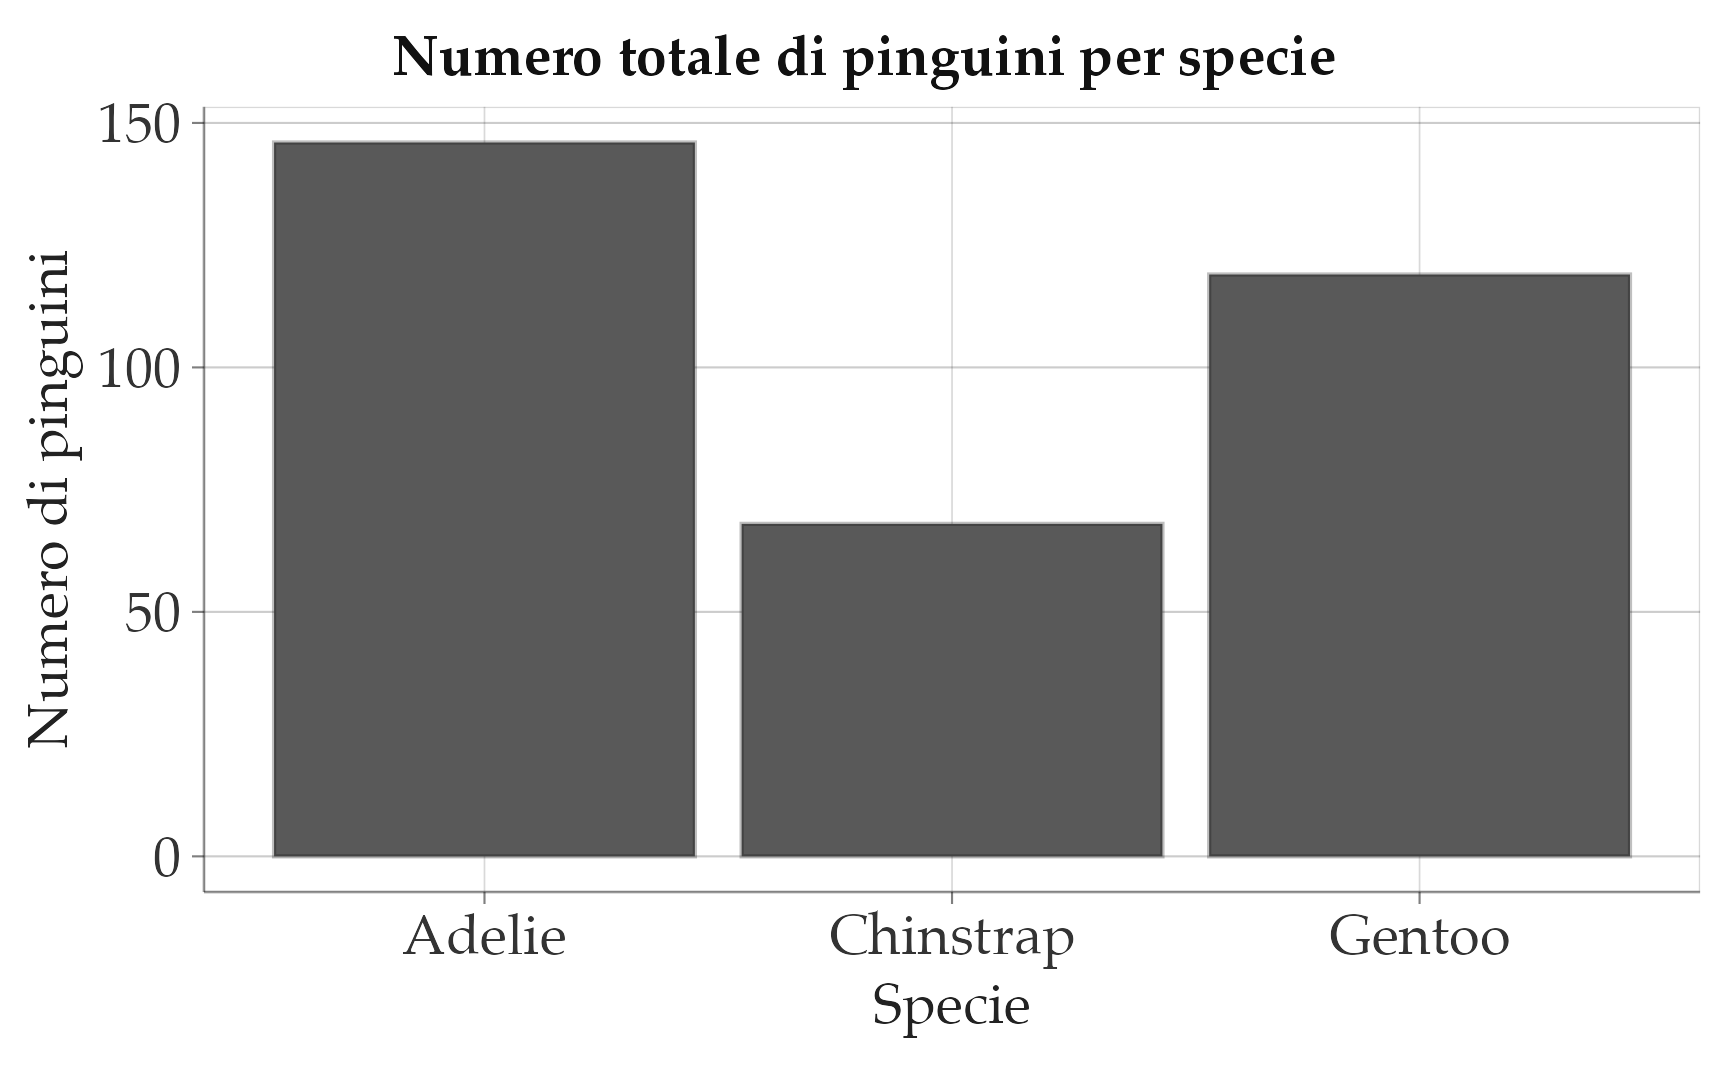 Numero totale di pinguini per specie
Numero di pinguini
150
100
50
0
Adelie Chinstrap Gentoo
Specie